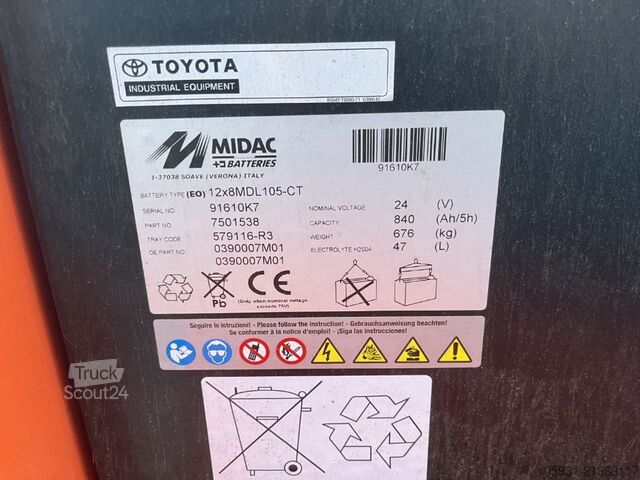 TOYOTA
INDUSTRIAL EQUIPMENT
MIDAC
BATTERIES
I-37038 SOAVE (VERONA) ITALY
91610K7
BATTERY TYPE (EO) 12x8MDL105-CT
SERIAL NO 91610K7
PART NO 7501538
TRAY CODE 579116-R3
OE PART NO 0390007M01
0390007M01
NOMINAL VOLTAGE: 24 (V)
CAPACITY 840 (Ah/5h)
WEIGHT 676 (kg)
ELECTROLYTE H2SO4 47 (L)
Pb
CE
(Only when nominal voltage
exceeds 75V)
Seguire le istruzioni! - Please follow the instruction! - Gebrauchsanweisung beachten!
Se conformer à la notice d'emploi! - ¡Siga las instrucciones!
Truck
Scout24